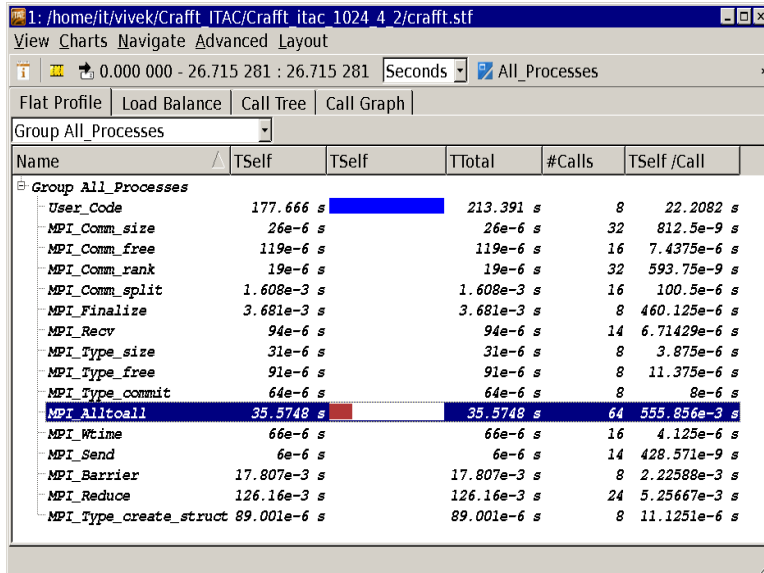 1: /home/it/vivek/Crafft_ITAC/Crafft_itac_1024_4_2/crafft.stf
View Charts Navigate Advanced Layout
0.000 000 - 26.715 281 : 26.715 281 Seconds All_Processes
Flat Profile Load Balance Call Tree Call Graph
Group All_Processes
Name TSelf TSelf TTotal #Calls TSelf /Call
Group All_Processes
User_Code 177.666 s 213.391 s 8 22.2082 s
MPI_Comm_size 26e-6 s 26e-6 s 32 812.5e-9 s
MPI_Comm_free 119e-6 s 119e-6 s 16 7.4375e-6 s
MPI_Comm_rank 19e-6 s 19e-6 s 32 593.75e-9 s
MPI_Comm_split 1.608e-3 s 1.608e-3 s 16 100.5e-6 s
MPI_Finalize 3.681e-3 s 3.681e-3 s 8 460.125e-6 s
MPI_Recv 94e-6 s 94e-6 s 14 6.71429e-6 s
MPI_Type_size 31e-6 s 31e-6 s 8 3.875e-6 s
MPI_Type_free 91e-6 s 91e-6 s 8 11.375e-6 s
MPI_Type_commit 64e-6 s 64e-6 s 8 8e-6 s
MPI_Alltoall 35.5748 s 35.5748 s 64 555.856e-3 s
MPI_Wtime 66e-6 s 66e-6 s 16 4.125e-6 s
MPI_Send 6e-6 s 6e-6 s 14 428.571e-9 s
MPI_Barrier 17.807e-3 s 17.807e-3 s 8 2.22588e-3 s
MPI_Reduce 126.16e-3 s 126.16e-3 s 24 5.25667e-3 s
MPI_Type_create_struct 89.001e-6 s 89.001e-6 s 8 11.1251e-6 s